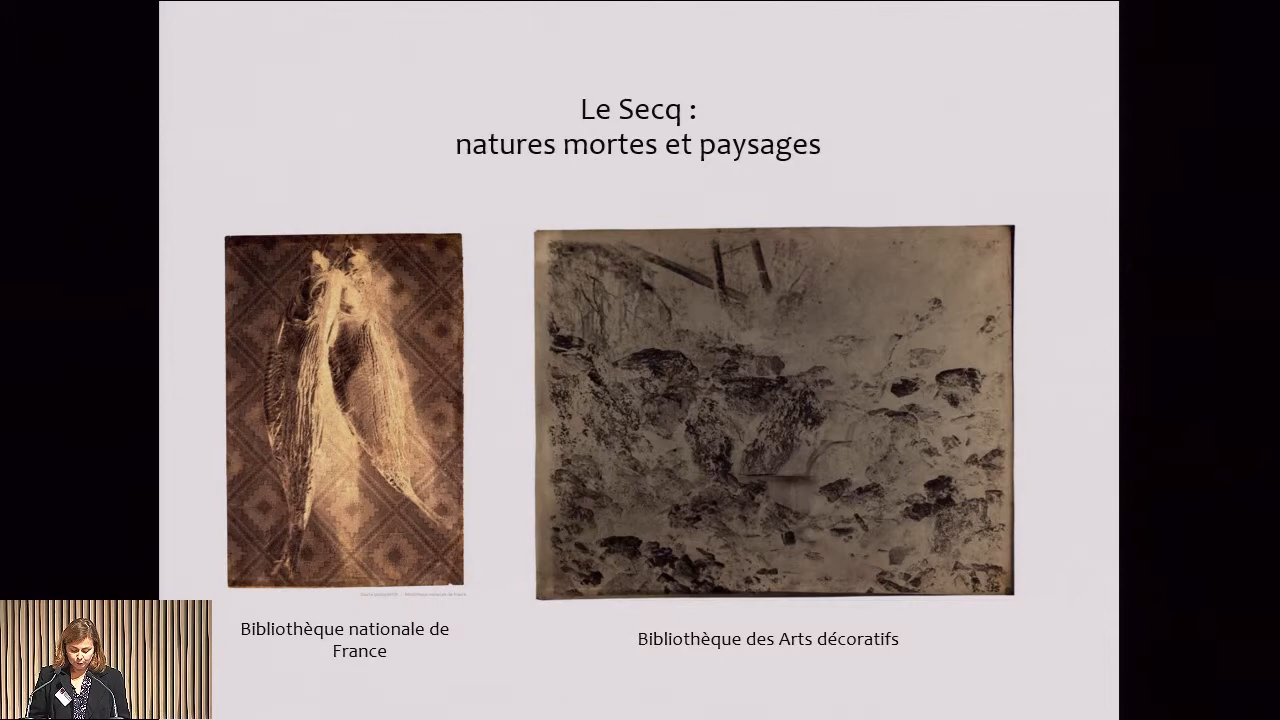 Le Secq :
natures mortes et paysages
Bibliothèque nationale de
France
Bibliothèque des Arts décoratifs